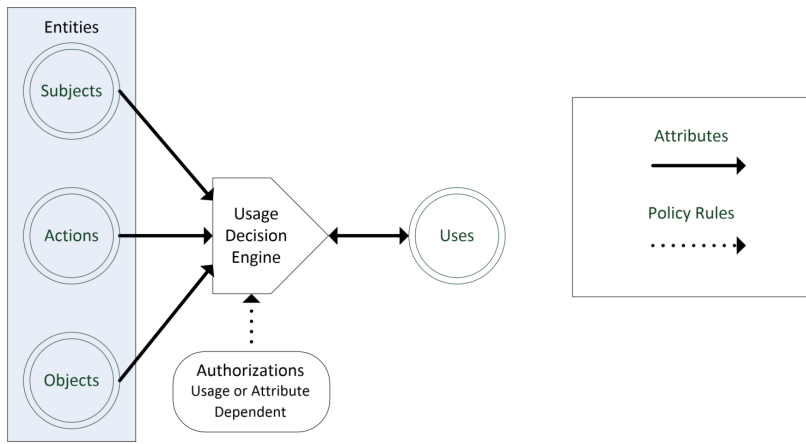 Entities
Subjects
Actions
Objects
Usage
Decision
Engine
Uses
Authorizations
Usage or Attribute
Dependent
Attributes
Policy Rules